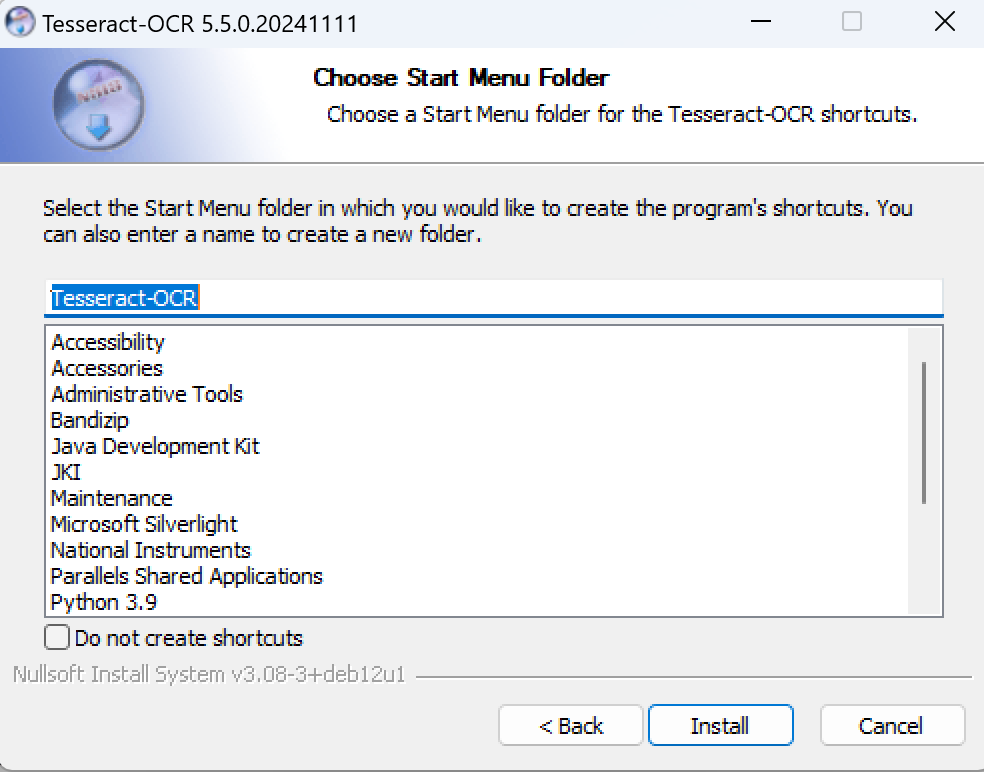 Tesseract-OCR 5.5.0.20241111
Choose Start Menu Folder
Choose a Start Menu folder for the Tesseract-OCR shortcuts.
Select the Start Menu folder in which you would like to create the program's shortcuts. You
can also enter a name to create a new folder.
Tesseract-OCR
Accessibility
Accessories
Administrative Tools
Bandizip
Java Development Kit
JKI
Maintenance
Microsoft Silverlight
National Instruments
Parallels Shared Applications
Python 3.9
Do not create shortcuts
Nullsoft Install System v3.08-3+deb12u1
< Back
Install
Cancel